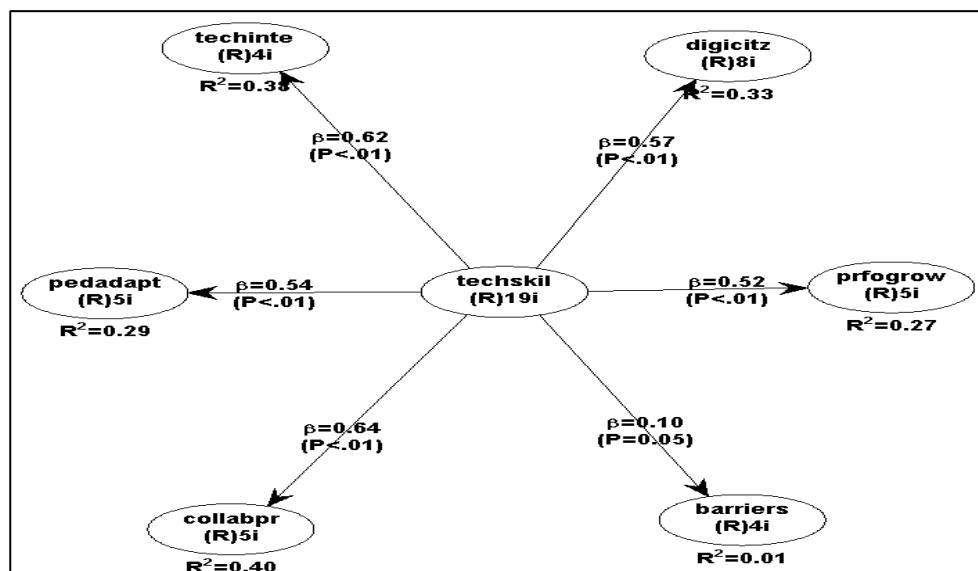 techinte
(R)4i
R²=0.38
digicitz
(R)8i
R²=0.33
β=0.62
(P<.01)
β=0.57
(P<.01)
pedadapt
(R)5i
R²=0.29
β=0.54
(P<.01)
techskil
(R)19i
β=0.52
(P<.01)
prfogrow
(R)5i
R²=0.27
β=0.64
(P<.01)
β=0.10
(P=0.05)
collabpr
(R)5i
R²=0.40
barriers
(R)4i
R²=0.01